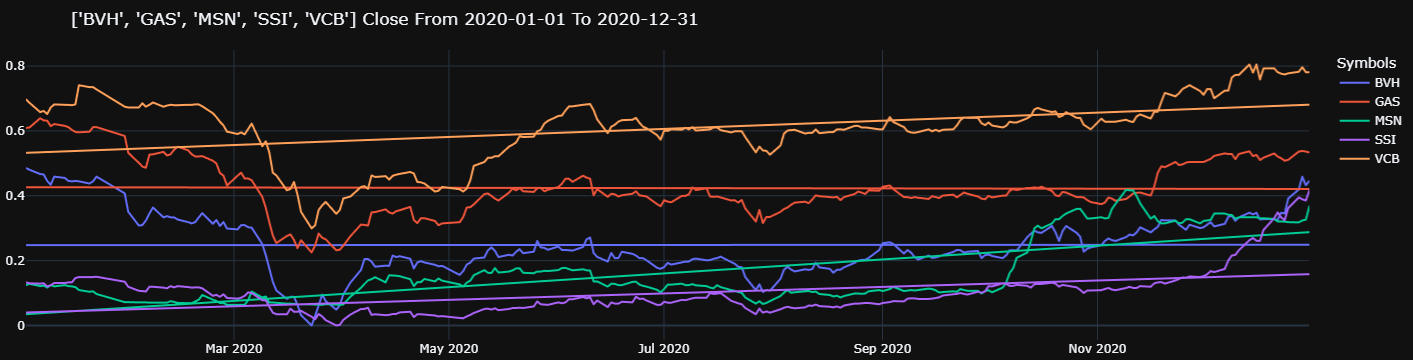 ['BVH', 'GAS', 'MSN', 'SSI', 'VCB'] Close From 2020-01-01 To 2020-12-31
Symbols
BVH
GAS
MSN
SSI
VCB
0.8
0.6
0.4
0.2
0
Mar 2020
May 2020
Jul 2020
Sep 2020
Nov 2020